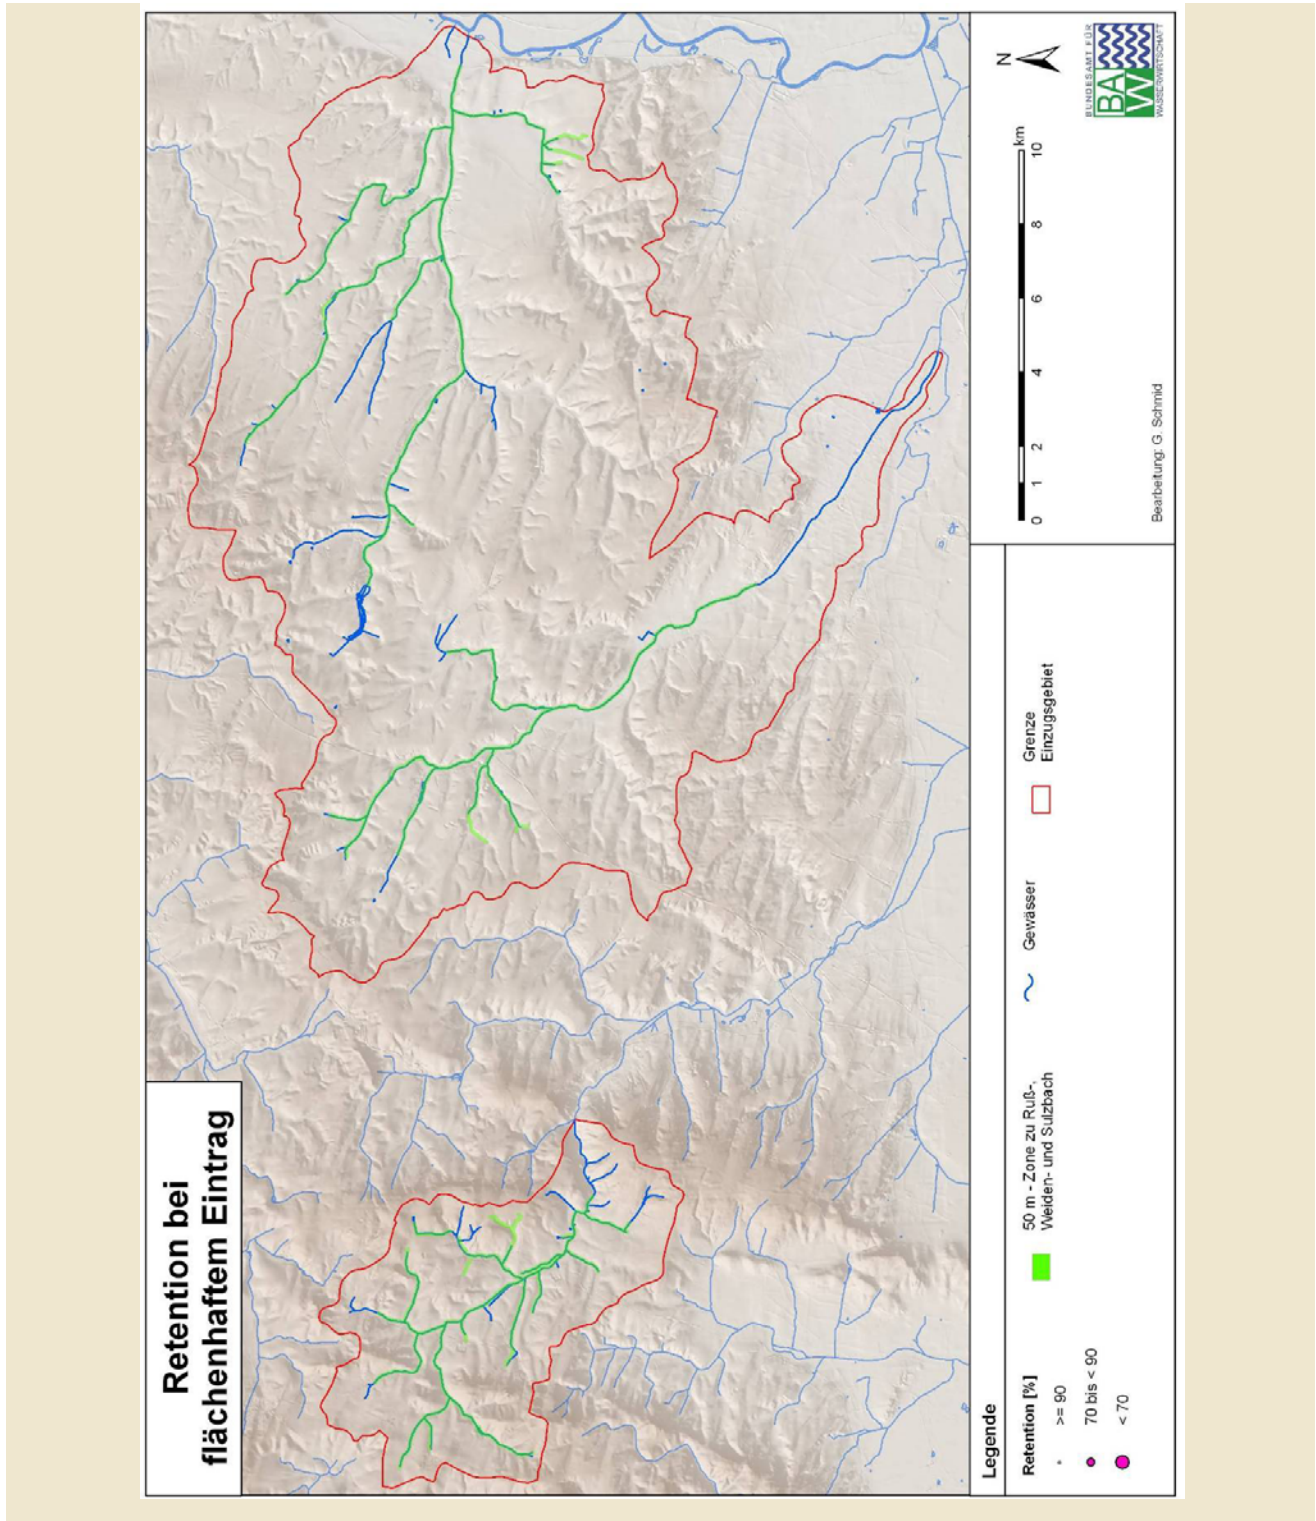 Retention bei
flächenhaftem Eintrag
Legende
Retention [%]
>= 90
70 bis < 90
< 70
50 m - Zone zu Ruß-,
Weiden- und Sulzbach
Gewässer
Grenze
Einzugsgebiet
0 1 2 4 6 8 10
km
N
Bearbeitung: G. Schmid
BUNDESAMT FÜR
BAW
WASSERWIRTSCHAFT